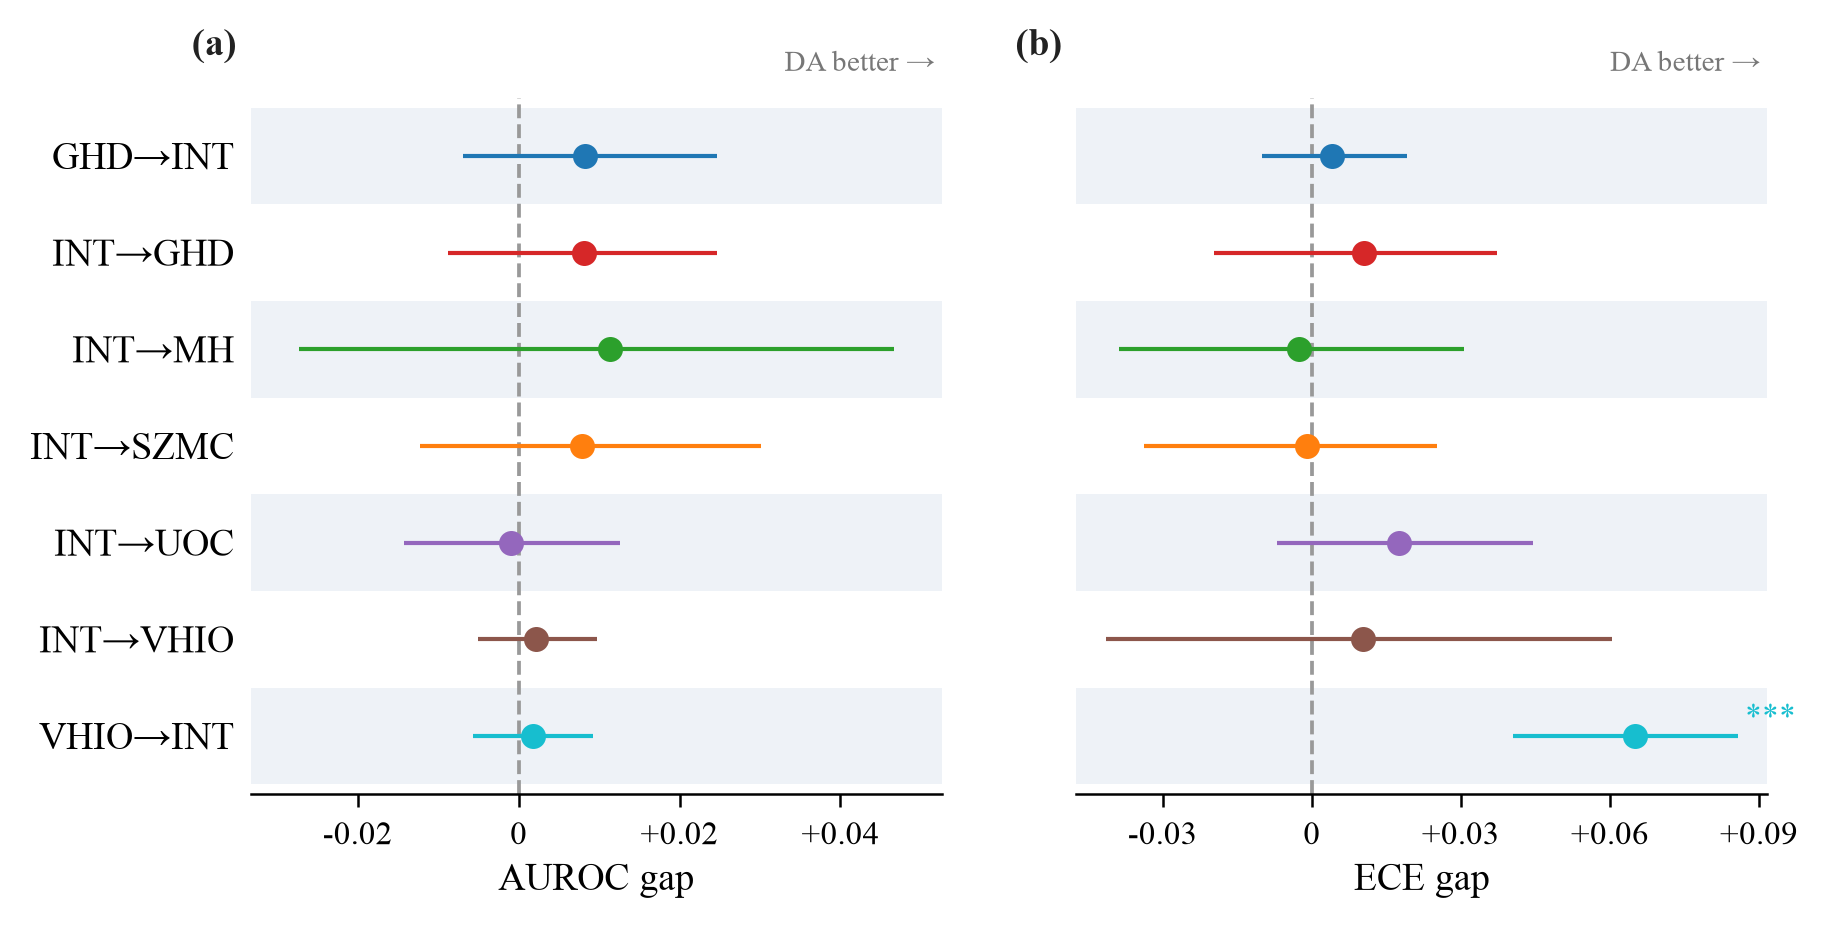 (a)
DA better →
(b)
DA better →
GHD→INT
INT→GHD
INT→MH
INT→SZMC
INT→UOC
INT→VHIO
VHIO→INT
***
-0.02 0 +0.02 +0.04
AUROC gap
-0.03 0 +0.03 +0.06 +0.09
ECE gap